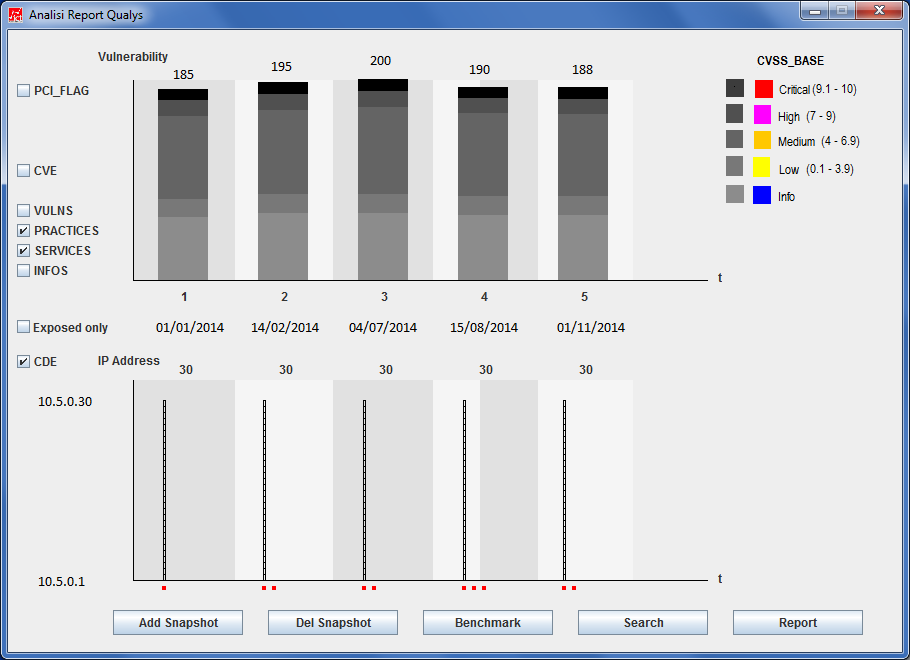 Analisi Report Qualys
Vulnerability
185 195 200 190 188
CVSS_BASE
PCI_FLAG
Critical (9.1 - 10)
High (7 - 9)
Medium (4 - 6.9)
CVE
Low (0.1 - 3.9)
Info
VULNS
PRACTICES
SERVICES
INFOS
t
1 2 3 4 5
Exposed only
01/01/2014 14/02/2014 04/07/2014 15/08/2014 01/11/2014
CDE
IP Address
30 30 30 30 30
10.5.0.30
10.5.0.1
t
Add Snapshot Del Snapshot Benchmark Search Report